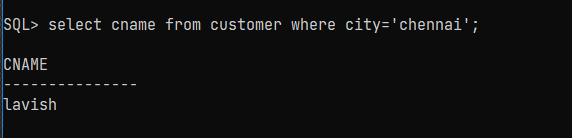 SQL> select cname from customer where city='chennai';
CNAME
---------------
lavish